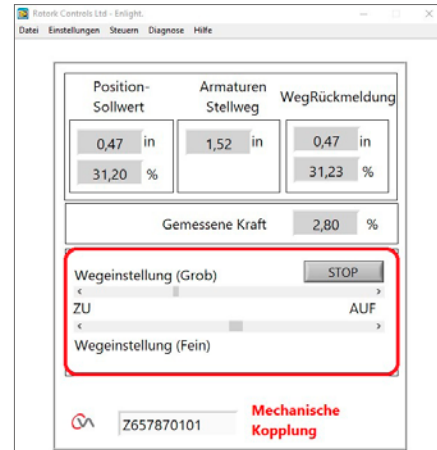 Rotork Controls Ltd - Enlight.
Datei Einstellungen Steuern Diagnose Hilfe
Position-
Sollwert
Armaturen
Stellweg
WegRückmeldung
0,47 in
1,52 in
0,47 in
31,20 %
31,23 %
Gemessene Kraft 2,80 %
Wegeinstellung (Grob) STOP
ZU AUF
Wegeinstellung (Fein)
Z657870101
Mechanische
Kopplung